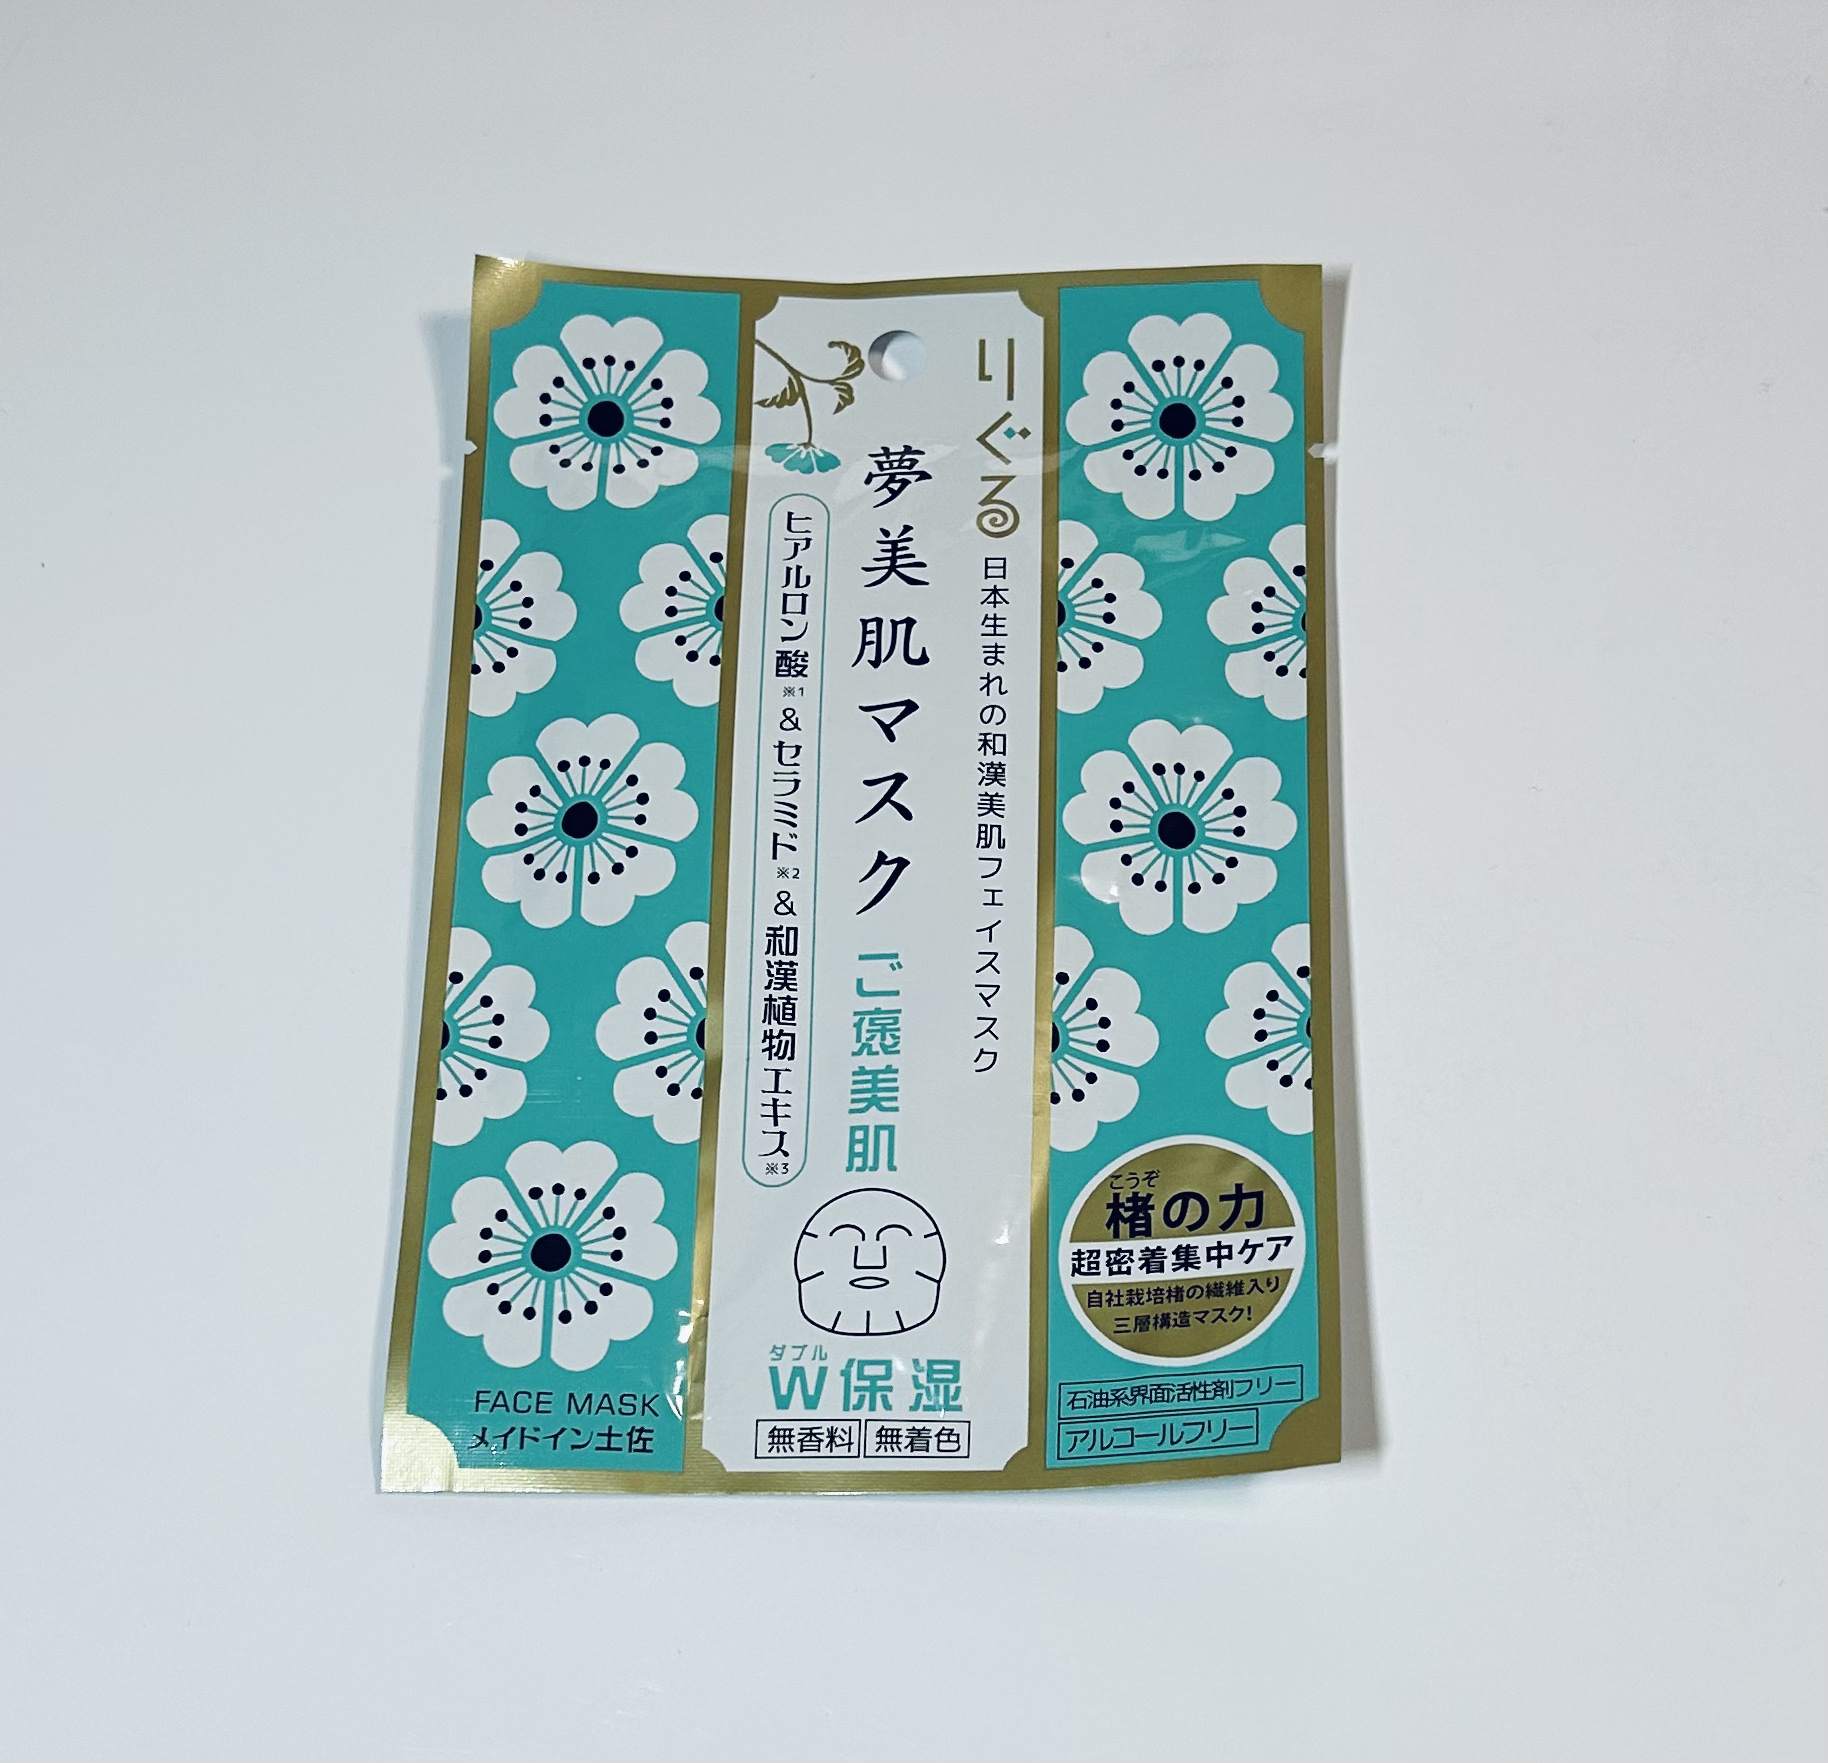 りぐる 日本生まれの和漢美肌フェイスマスク
夢美肌マスク ご褒美肌
ヒアルロン酸※1&セラミド※2&和漢植物エキス※3
ダブル
W保湿
無香料
無着色
FACE MASK
メイドイン土佐
こうぞ
楮の力
超密着集中ケア
自社栽培楮の繊維入り
三層構造マスク!
石油系界面活性剤フリー
アルコールフリー